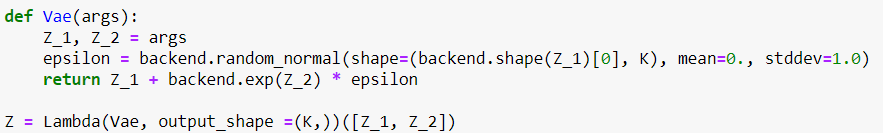 def Vae(args):
    Z_1, Z_2 = args
    epsilon = backend.random_normal(shape=(backend.shape(Z_1)[0], K), mean=0., stddev=1.0)
    return Z_1 + backend.exp(Z_2) * epsilon

Z = Lambda(Vae, output_shape =(K,))([Z_1, Z_2])